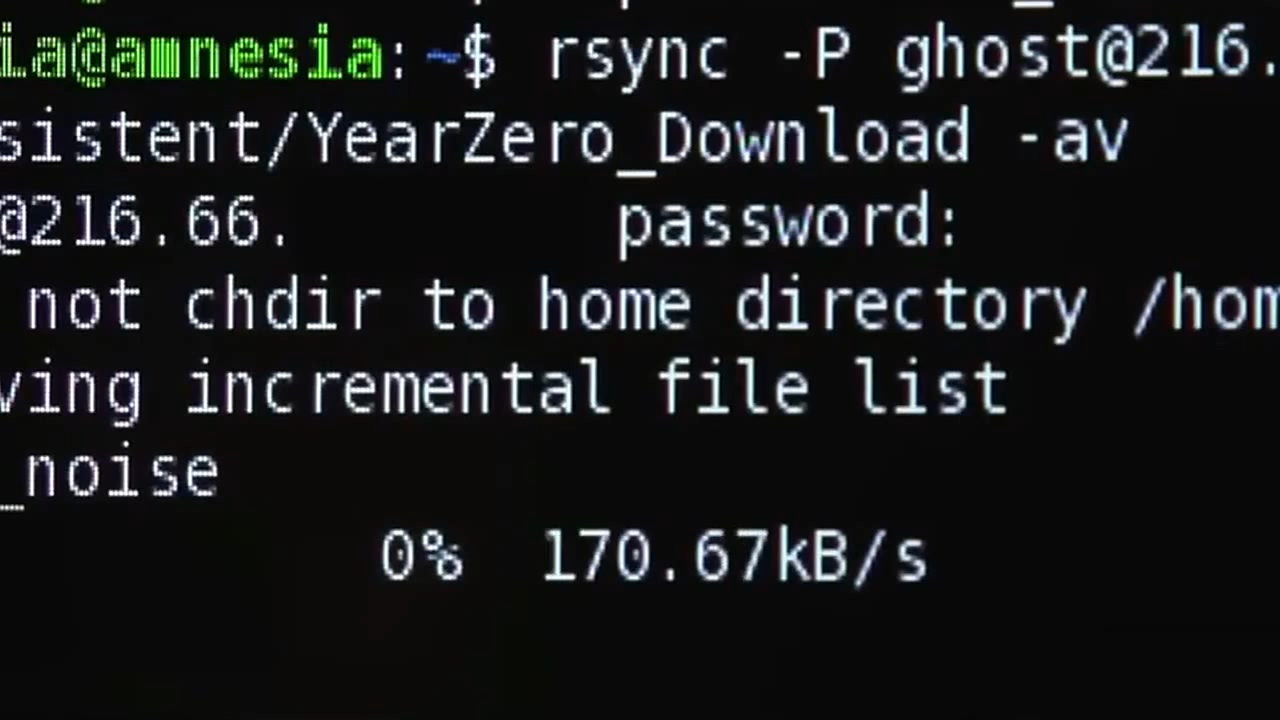 ia@amnesia:~$ rsync -P ghost@216.
sistent/YearZero_Download -av
@216.66. password:
not chdir to home directory /hom
ving incremental file list
_noise
0% 170.67kB/s